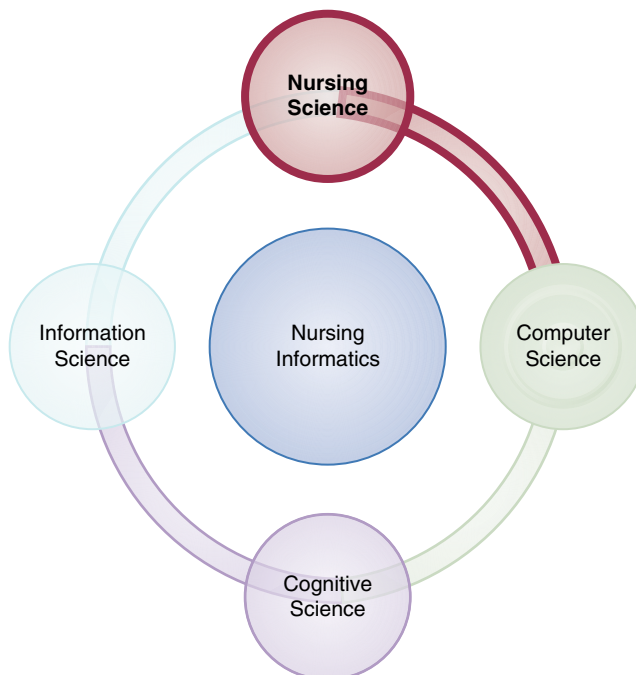 Nursing
Science
Information
Science
Nursing
Informatics
Computer
Science
Cognitive
Science